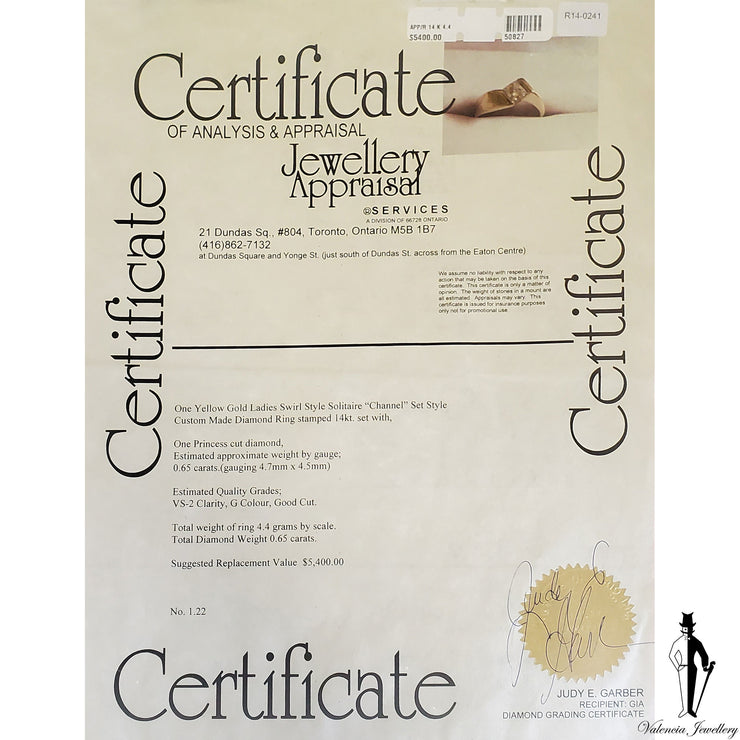 APP/R 14 K 4.4
$5400.00
50827
R14-0241
Certificate
OF ANALYSIS & APPRAISAL
Jewellery
Appraisal
SERVICES
A DIVISION OF 66728 ONTARIO
21 Dundas Sq., #804, Toronto, Ontario M5B 1B7
(416)862-7132
at Dundas Square and Yonge St. (just south of Dundas St. across from the Eaton Centre)
We assume no liability with respect to any
action that may be taken on the basis of this
certificate. This certificate is only a matter of
opinion. The weight of stones in a mount are
all estimated. Appraisals may vary. This
certificate is issued for insurance purposes
only not for promotional use.
Certificate
Certificate
One Yellow Gold Ladies Swirl Style Solitaire "Channel" Set Style
Custom Made Diamond Ring stamped 14kt. set with,
One Princess cut diamond,
Estimated approximate weight by gauge;
0.65 carats.(gauging 4.7mm x 4.5mm)
Estimated Quality Grades;
VS-2 Clarity, G Colour, Good Cut.
Total weight of ring 4.4 grams by scale.
Total Diamond Weight 0.65 carats.
Suggested Replacement Value $5,400.00
No. 1.22
Judy E
Garber
JUDY E. GARBER
RECIPIENT: GIA
DIAMOND GRADING CERTIFICATE
Certificate
Valencia Jewellery